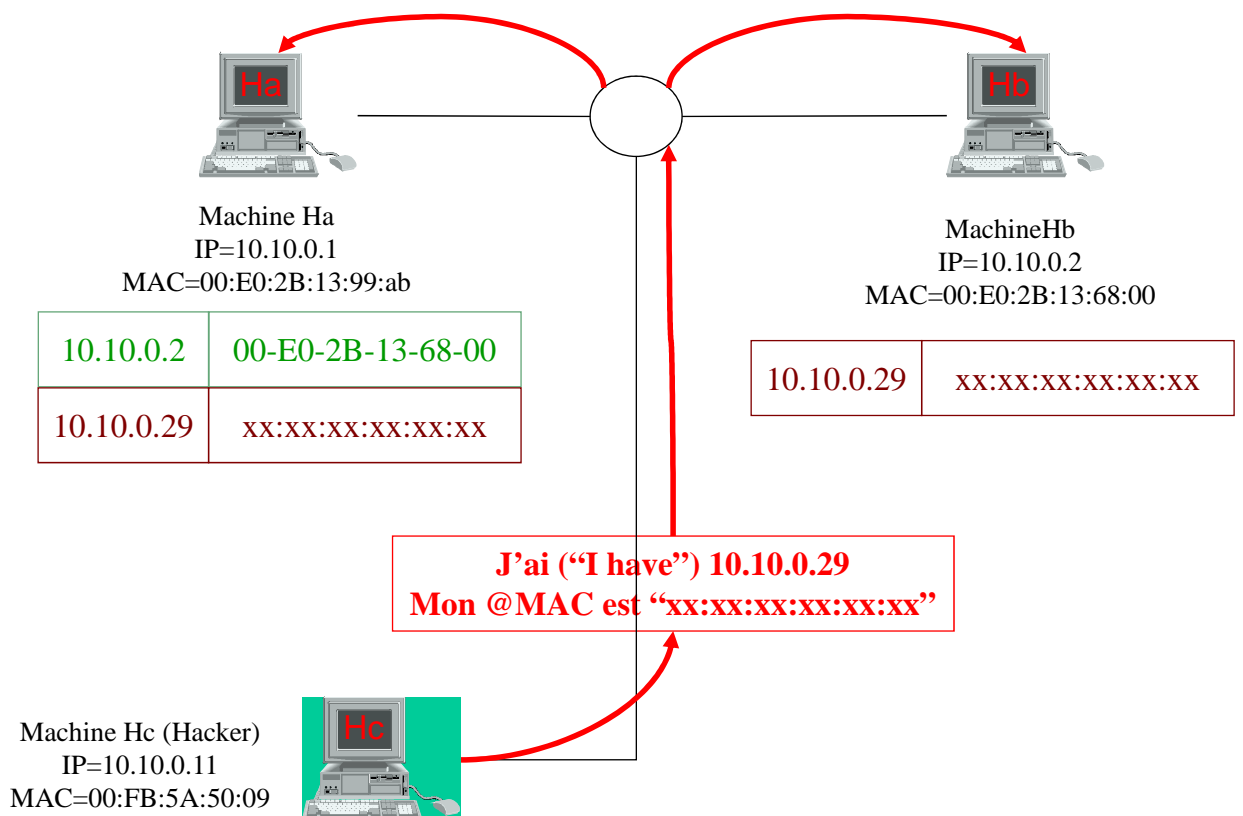 Ha
Hb
Machine Ha
IP=10.10.0.1
MAC=00:E0:2B:13:99:ab
MachineHb
IP=10.10.0.2
MAC=00:E0:2B:13:68:00
10.10.0.2 00-E0-2B-13-68-00
10.10.0.29 xx:xx:xx:xx:xx:xx
10.10.0.29 xx:xx:xx:xx:xx:xx
J’ai (“I have”) 10.10.0.29
Mon @MAC est “xx:xx:xx:xx:xx:xx”
Hc
Machine Hc (Hacker)
IP=10.10.0.11
MAC=00:FB:5A:50:09